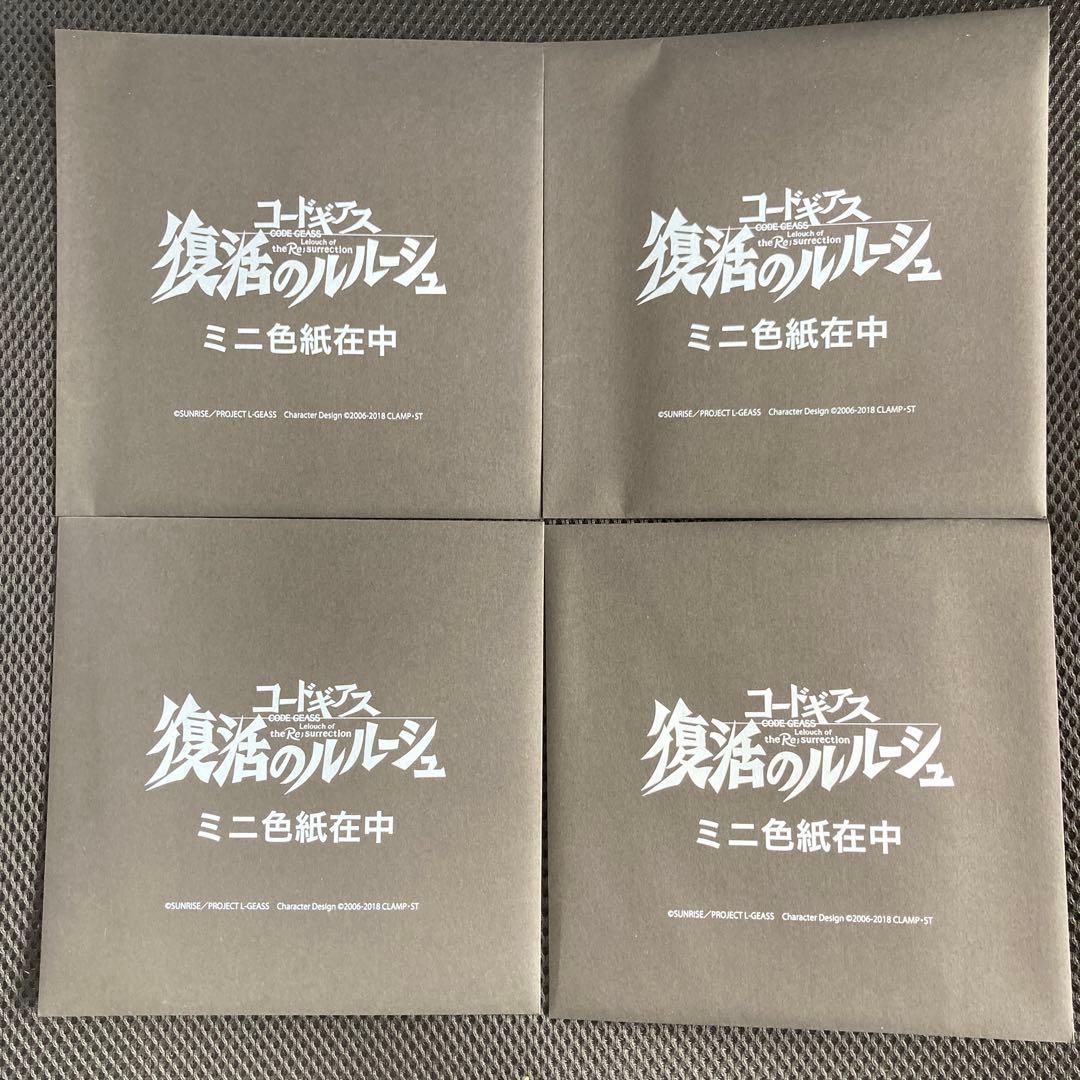 コードギアス
CODE GEASS
Lelouch of
the Re;surrection
復活のルルーシュ
ミニ色紙在中
©SUNRISE／PROJECT L-GEASS Character Design ©2006-2018 CLAMP・ST
コードギアス
CODE GEASS
Lelouch of
the Re;surrection
復活のルルーシュ
ミニ色紙在中
©SUNRISE／PROJECT L-GEASS Character Design ©2006-2018 CLAMP・ST
コードギアス
CODE GEASS
Lelouch of
the Re;surrection
復活のルルーシュ
ミニ色紙在中
©SUNRISE／PROJECT L-GEASS Character Design ©2006-2018 CLAMP・ST
コードギアス
CODE GEASS
Lelouch of
the Re;surrection
復活のルルーシュ
ミニ色紙在中
©SUNRISE／PROJECT L-GEASS Character Design ©2006-2018 CLAMP・ST